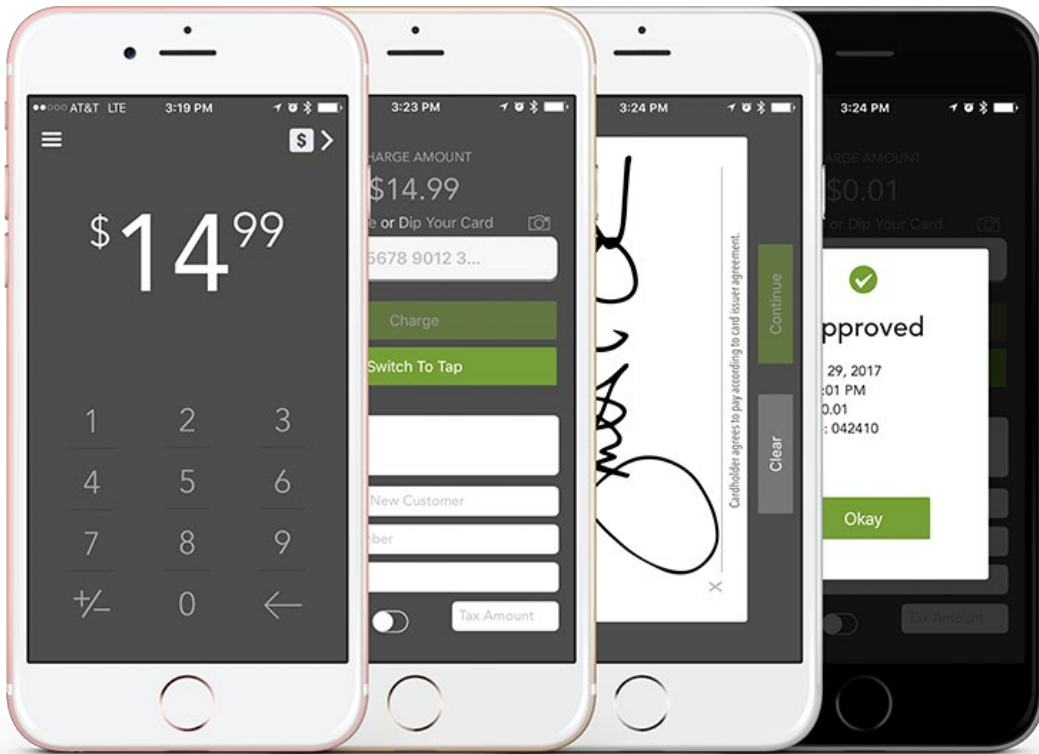 AT&T LTE 3:19 PM
$
$14.99
1 2 3
4 5 6
7 8 9
+/− 0 ←
3:23 PM
HARGE AMOUNT
$14.99
e or Dip Your Card
5678 9012 3...
Charge
Switch To Tap
New Customer
ber
Tax Amount
3:24 PM
Cardholder agrees to pay according to card issuer agreement.
X
Continue
Clear
3:24 PM
ARGE AMOUNT
$0.01
or Dip Your Card
pproved
29, 2017
:01 PM
0.01
: 042410
Okay
Tax Amount